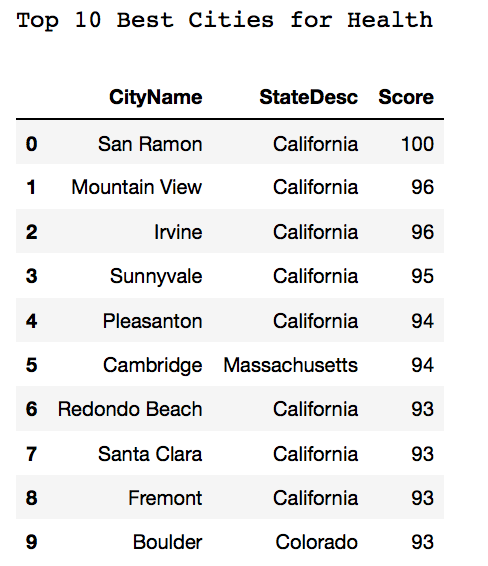 Top 10 Best Cities for Health
CityName StateDesc Score
0 San Ramon California 100
1 Mountain View California 96
2 Irvine California 96
3 Sunnyvale California 95
4 Pleasanton California 94
5 Cambridge Massachusetts 94
6 Redondo Beach California 93
7 Santa Clara California 93
8 Fremont California 93
9 Boulder Colorado 93